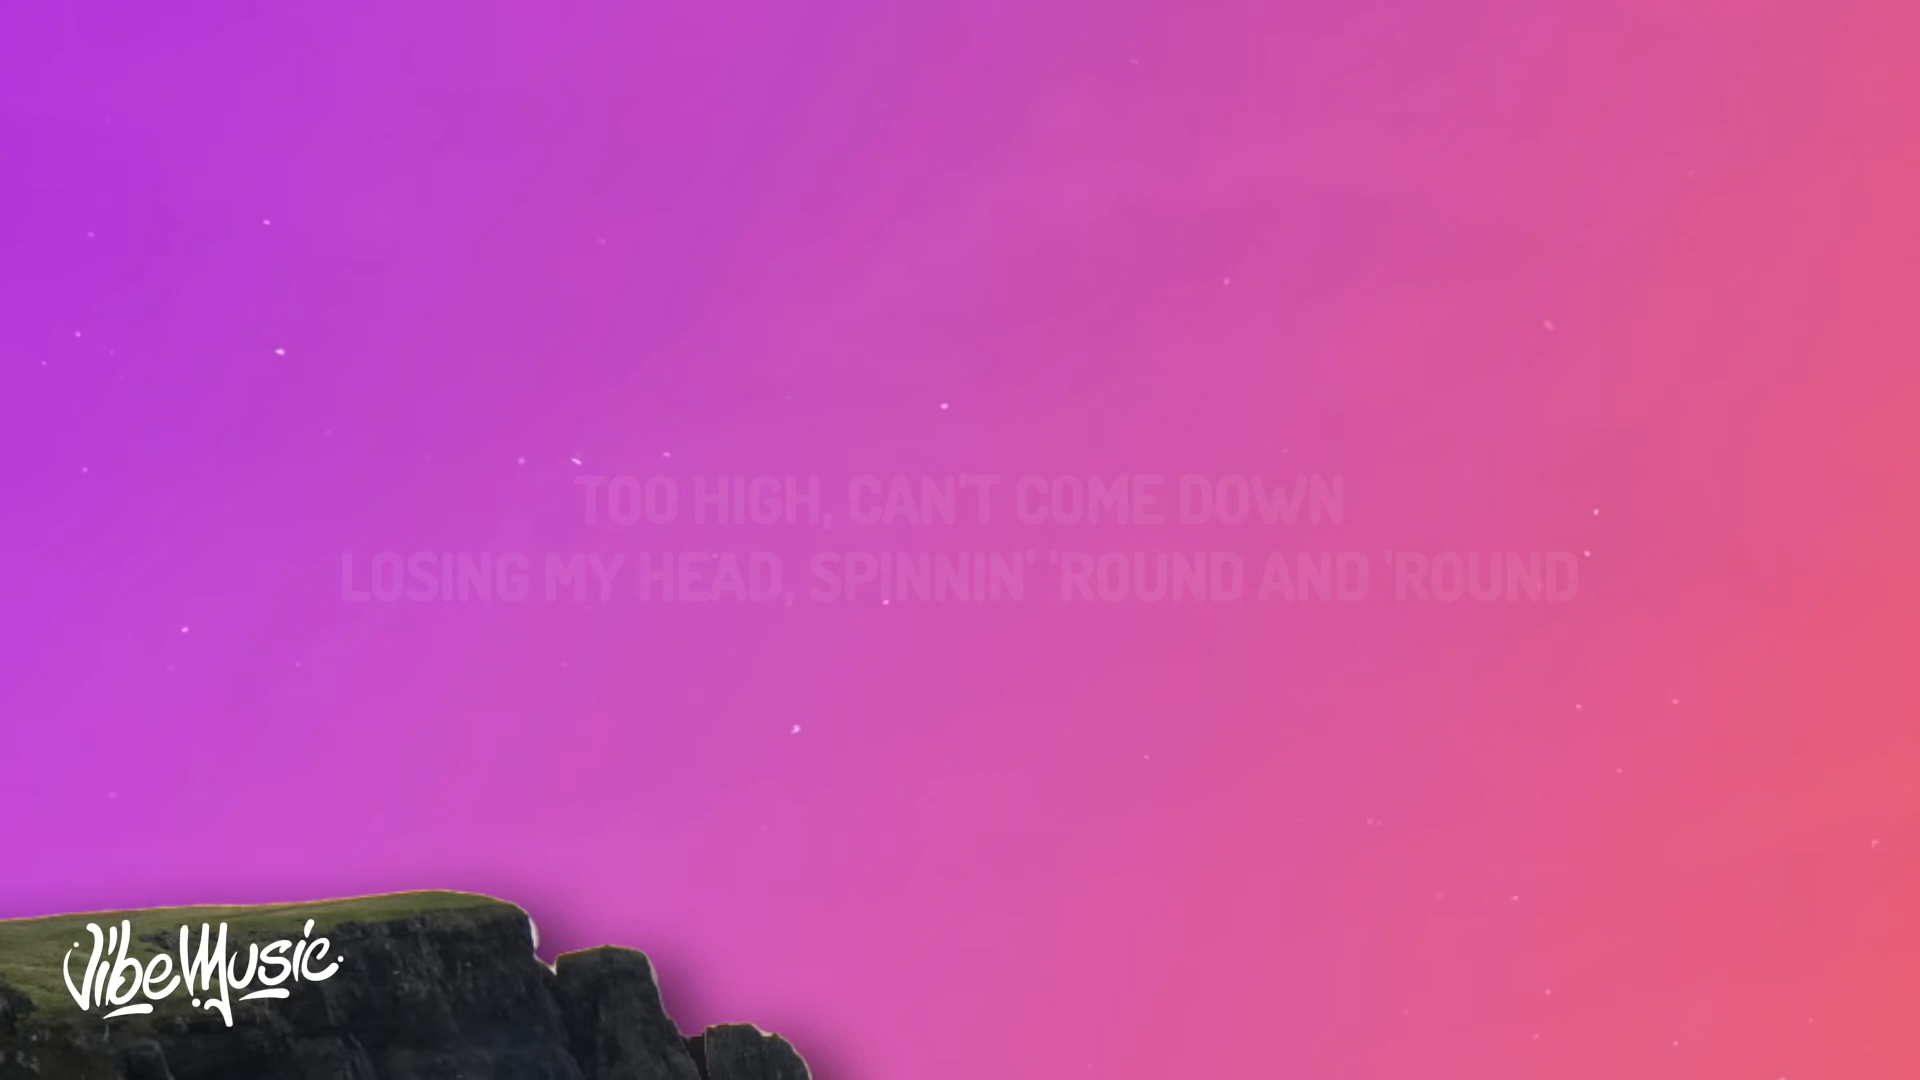 TOO HIGH, CAN'T COME DOWN
LOSING MY HEAD, SPINNIN' 'ROUND AND 'ROUND
VibeMusic